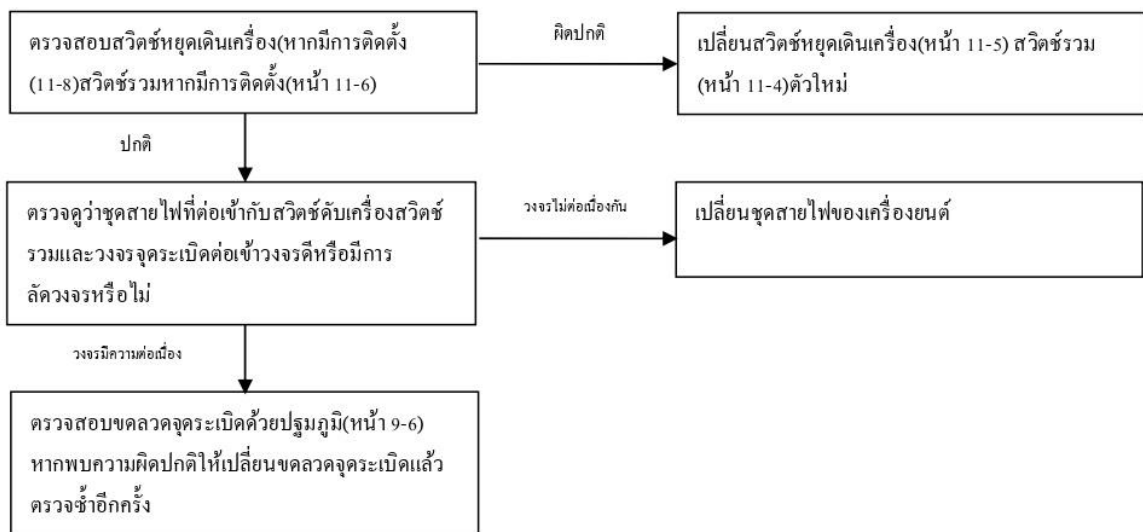 ตรวจสอบสวิตช์หยุดเดินเครื่อง(หากมีการติดตั้ง
(11-8)สวิตช์รวมหากมีการติดตั้ง(หน้า 11-6)
ผิดปกติ
เปลี่ยนสวิตช์หยุดเดินเครื่อง(หน้า 11-5) สวิตช์รวม
(หน้า 11-4)ตัวใหม่
ปกติ
ตรวจดูว่าชุดสายไฟที่ต่อเข้ากับสวิตช์ดับเครื่องสวิตช์
รวมและวงจรจุดระเบิดต่อเข้าวงจรดีหรือมีการ
ลัดวงจรหรือไม่
วงจรไม่ต่อเนื่องกัน
เปลี่ยนชุดสายไฟของเครื่องยนต์
วงจรมีความต่อเนื่อง
ตรวจสอบขดลวดจุดระเบิดด้วยปฐมภูมิ(หน้า 9-6)
หากพบความผิดปกติให้เปลี่ยนขดลวดจุดระเบิดแล้ว
ตรวจซ้ำอีกครั้ง